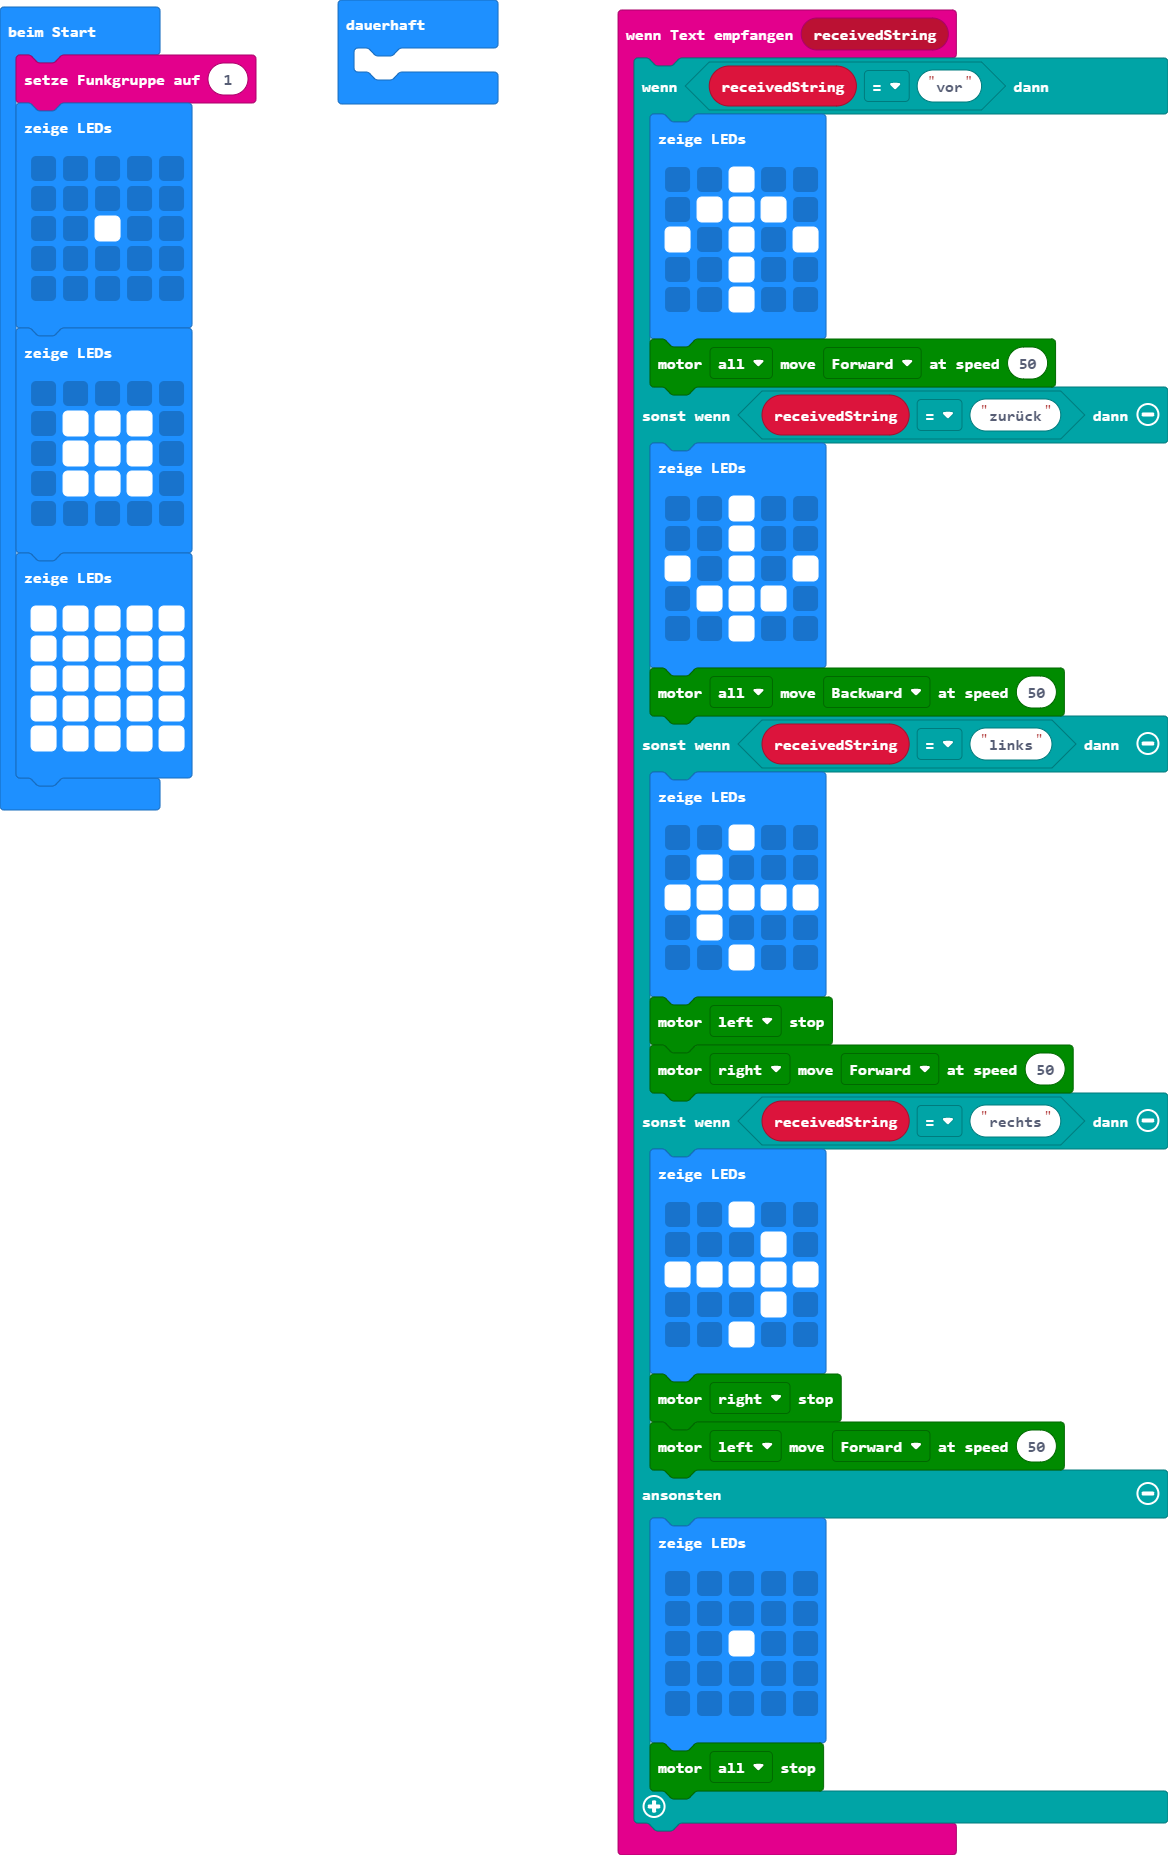 beim Start
setze Funkgruppe auf 1
zeige LEDs
zeige LEDs
zeige LEDs
dauerhaft
wenn Text empfangen receivedString
wenn receivedString = "vor" dann
zeige LEDs
motor all move Forward at speed 50
sonst wenn receivedString = "zurück" dann
zeige LEDs
motor all move Backward at speed 50
sonst wenn receivedString = "links" dann
zeige LEDs
motor left stop
motor right move Forward at speed 50
sonst wenn receivedString = "rechts" dann
zeige LEDs
motor right stop
motor left move Forward at speed 50
ansonsten
zeige LEDs
motor all stop